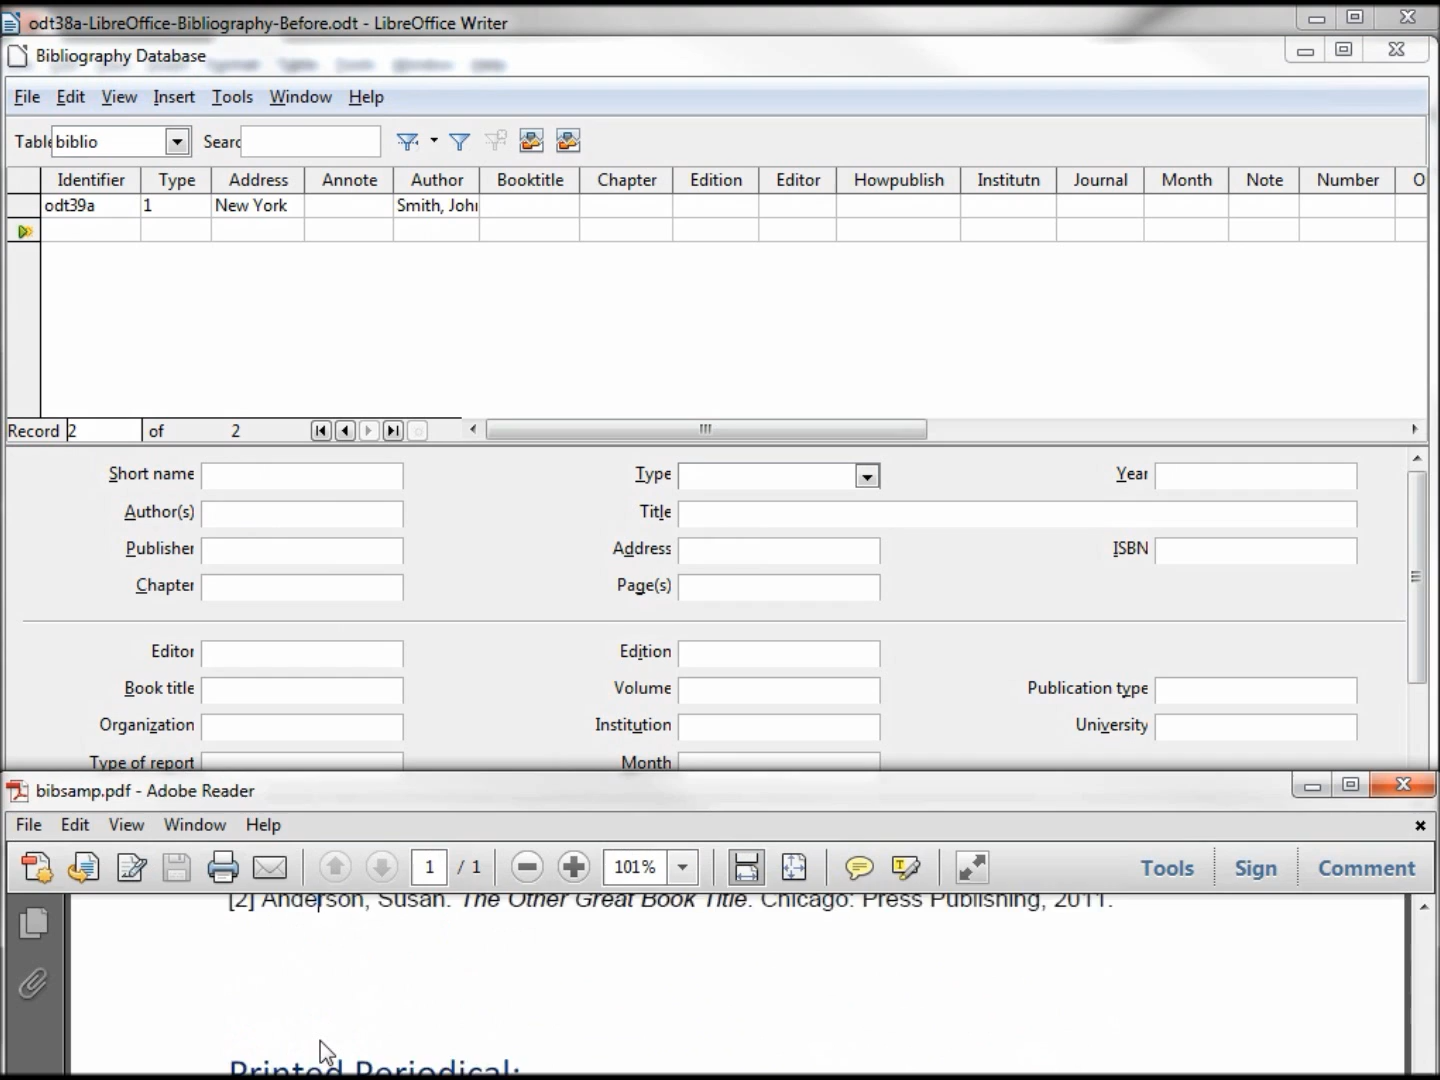 odt38a-LibreOffice-Bibliography-Before.odt - LibreOffice Writer
Bibliography Database
File Edit View Insert Tools Window Help
Table biblio Searc
Identifier Type Address Annote Author Booktitle Chapter Edition Editor Howpublish Institutn Journal Month Note Number O
odt39a 1 New York Smith, John
Record 2 of 2
Short name Type Year
Author(s) Title
Publisher Address ISBN
Chapter Page(s)
Editor Edition
Book title Volume Publication type
Organization Institution University
Type of report Month
bibsamp.pdf - Adobe Reader
File Edit View Window Help
1 / 1 101% Tools Sign Comment
[2] Anderson, Susan. The Other Great Book Title. Chicago: Press Publishing, 2011.
Printed Periodical: